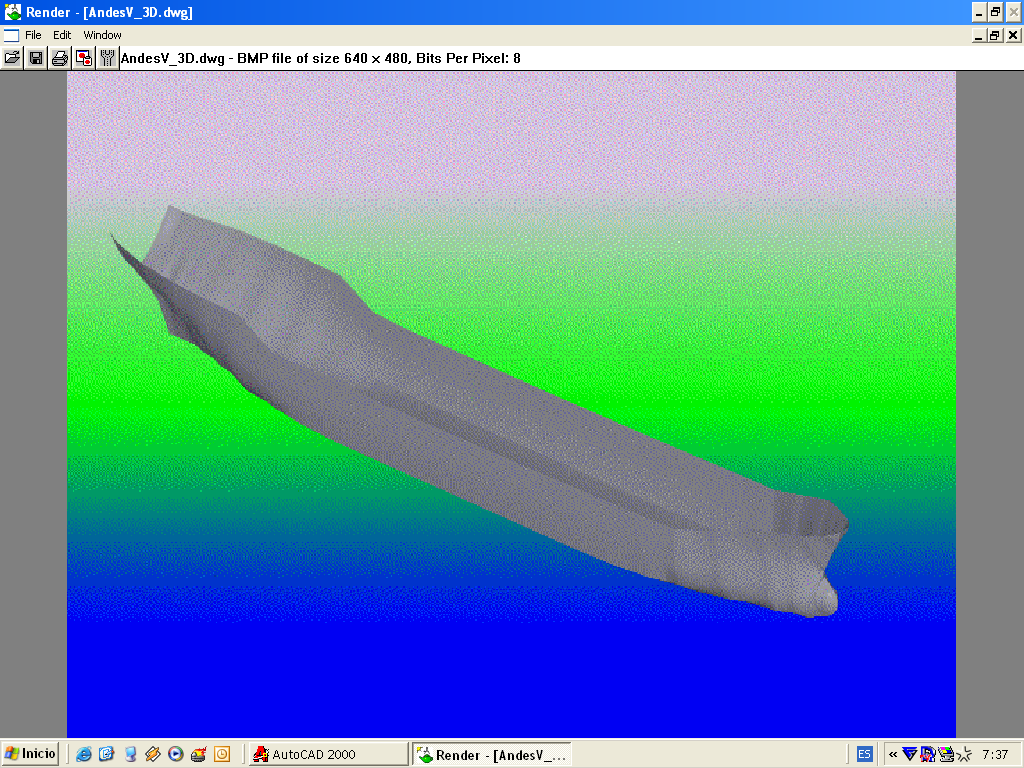 Render - [AndesV_3D.dwg]
File Edit Window
AndesV_3D.dwg - BMP file of size 640 x 480, Bits Per Pixel: 8
Inicio AutoCAD 2000 Render - [AndesV_... ES « 7:37